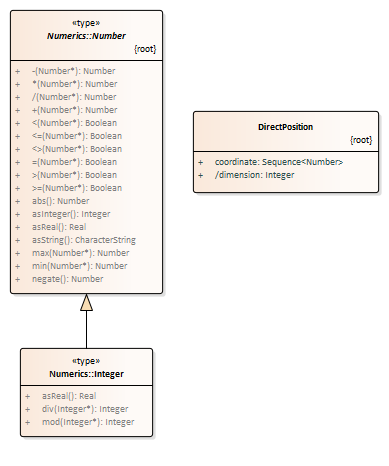 «type»
Numerics::Number
{root}
+ -(Number*): Number
+ *(Number*): Number
+ /(Number*): Number
+ +(Number*): Number
+ <(Number*): Boolean
+ <=(Number*): Boolean
+ <>(Number*): Boolean
+ =(Number*): Boolean
+ >(Number*): Boolean
+ >=(Number*): Boolean
+ abs(): Number
+ asInteger(): Integer
+ asReal(): Real
+ asString(): CharacterString
+ max(Number*): Number
+ min(Number*): Number
+ negate(): Number
DirectPosition
{root}
+ coordinate: Sequence<Number>
+ /dimension: Integer
«type»
Numerics::Integer
+ asReal(): Real
+ div(Integer*): Integer
+ mod(Integer*): Integer